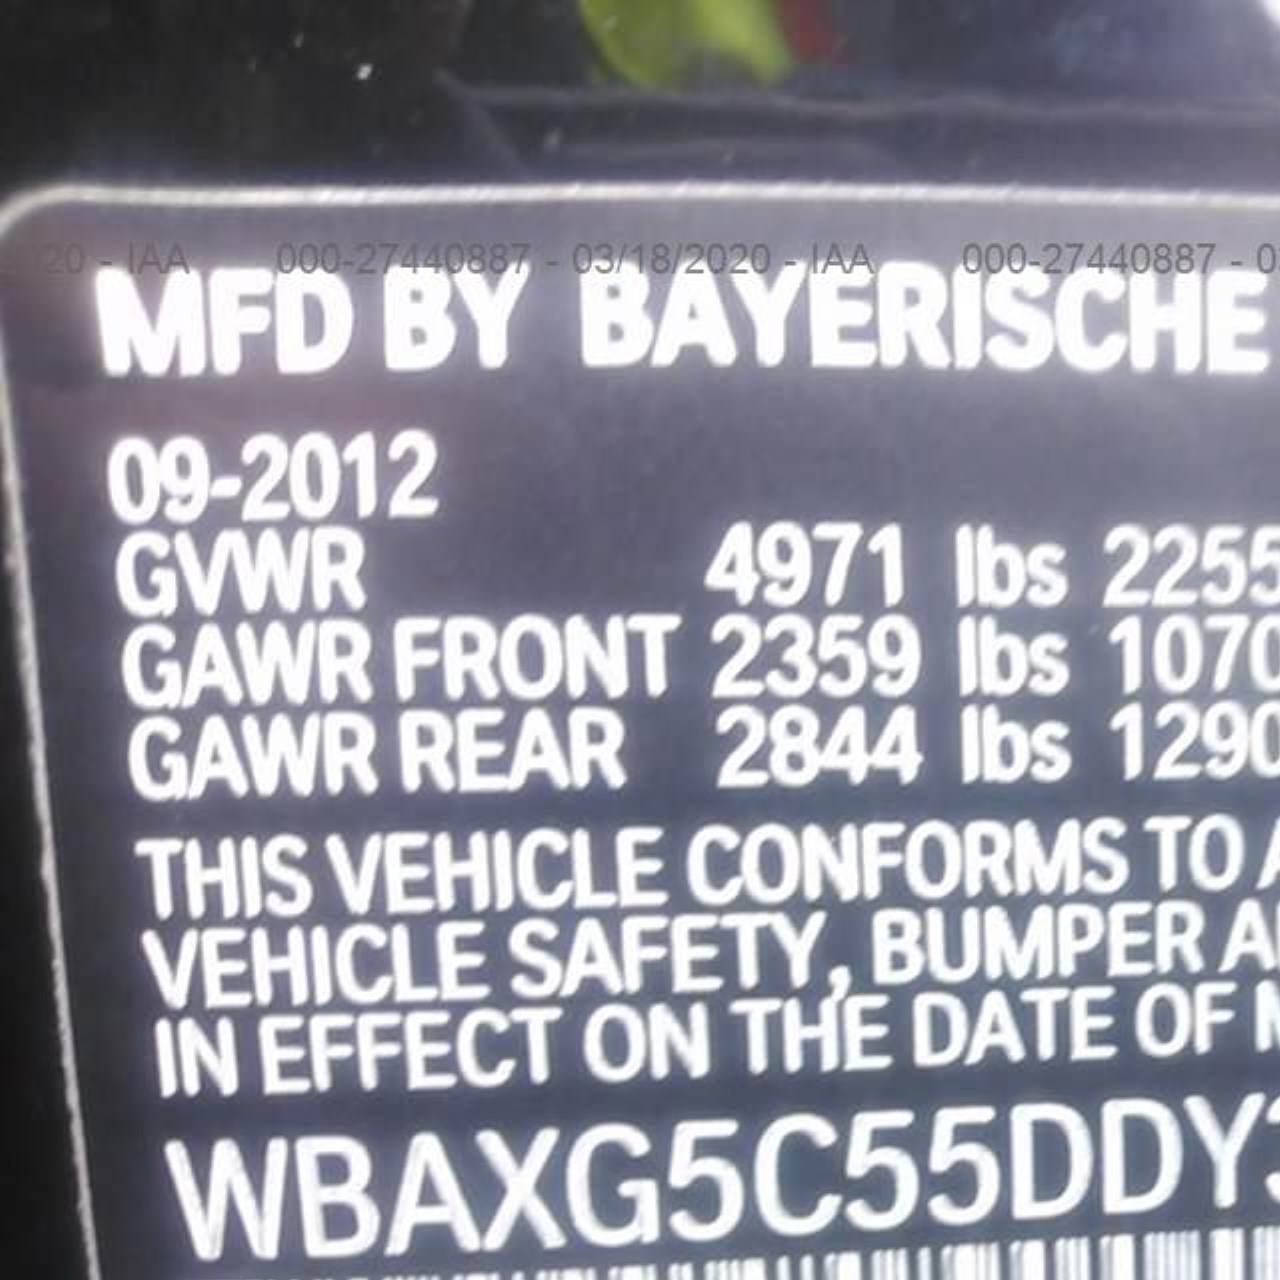 20 - IAA 000-27440887 - 03/18/2020 - IAA 000-27440887 - 0
MFD BY BAYERISCHE
09-2012
GVWR 4971 lbs 2255
GAWR FRONT 2359 lbs 1070
GAWR REAR 2844 lbs 1290
THIS VEHICLE CONFORMS TO A
VEHICLE SAFETY, BUMPER A
IN EFFECT ON THE DATE OF M
WBAXG5C55DDY